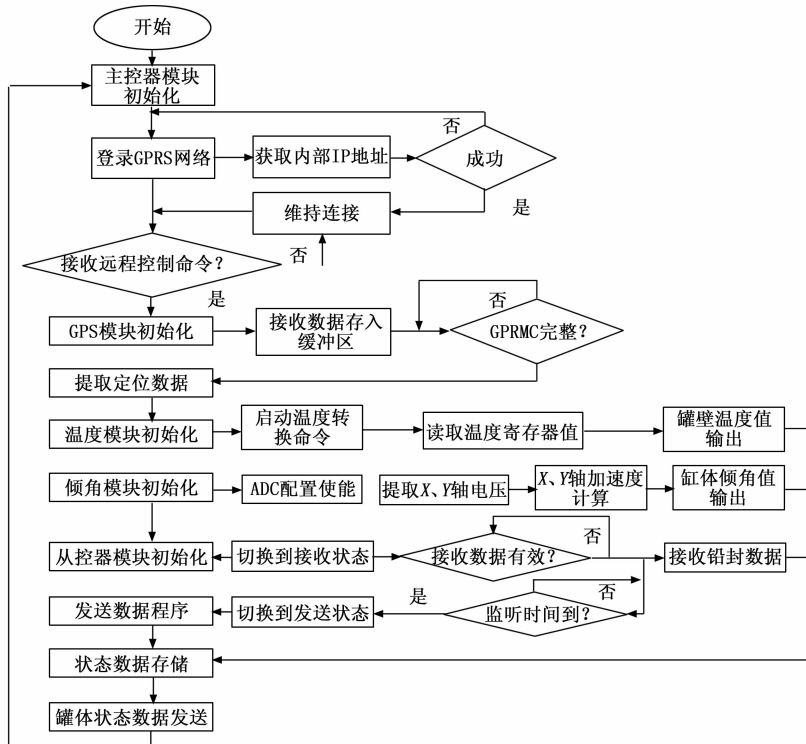 开始
主控器模块
初始化
否
登录GPRS网络
获取内部IP地址
成功
是
维持连接
否
接收远程控制命令？
是
否
GPS模块初始化
接收数据存入
缓冲区
GPRMC完整？
提取定位数据
温度模块初始化
启动温度转
换命令
读取温度寄存器值
罐壁温度值
输出
倾角模块初始化
ADC配置使能
提取X、Y轴电压
X、Y轴加速度
计算
缸体倾角值
输出
否
从控器模块初始化
切换到接收状态
接收数据有效？
接收铅封数据
是
否
发送数据程序
切换到发送状态
监听时间到？
状态数据存储
罐体状态数据发送